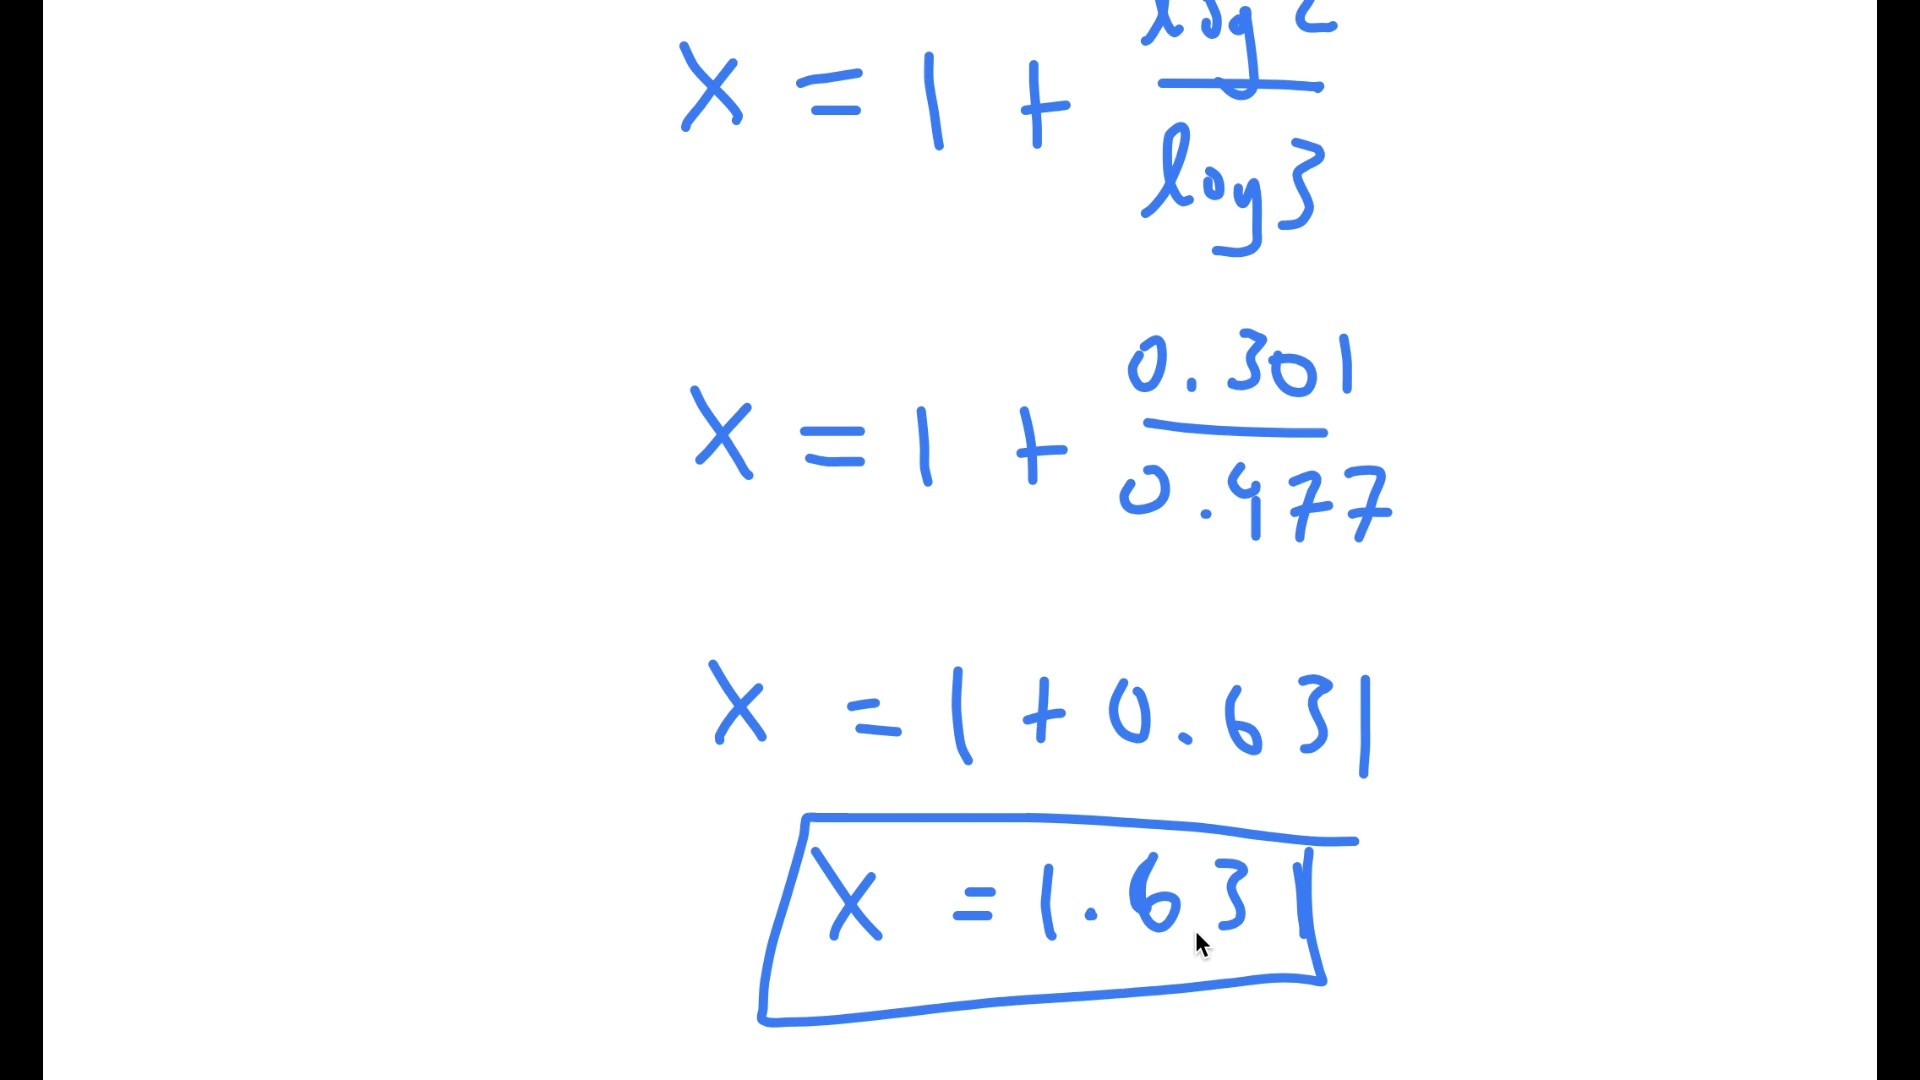 x = 1 + log 2 / log 3
x = 1 + 0.301 / 0.477
x = 1 + 0.631
x = 1.631